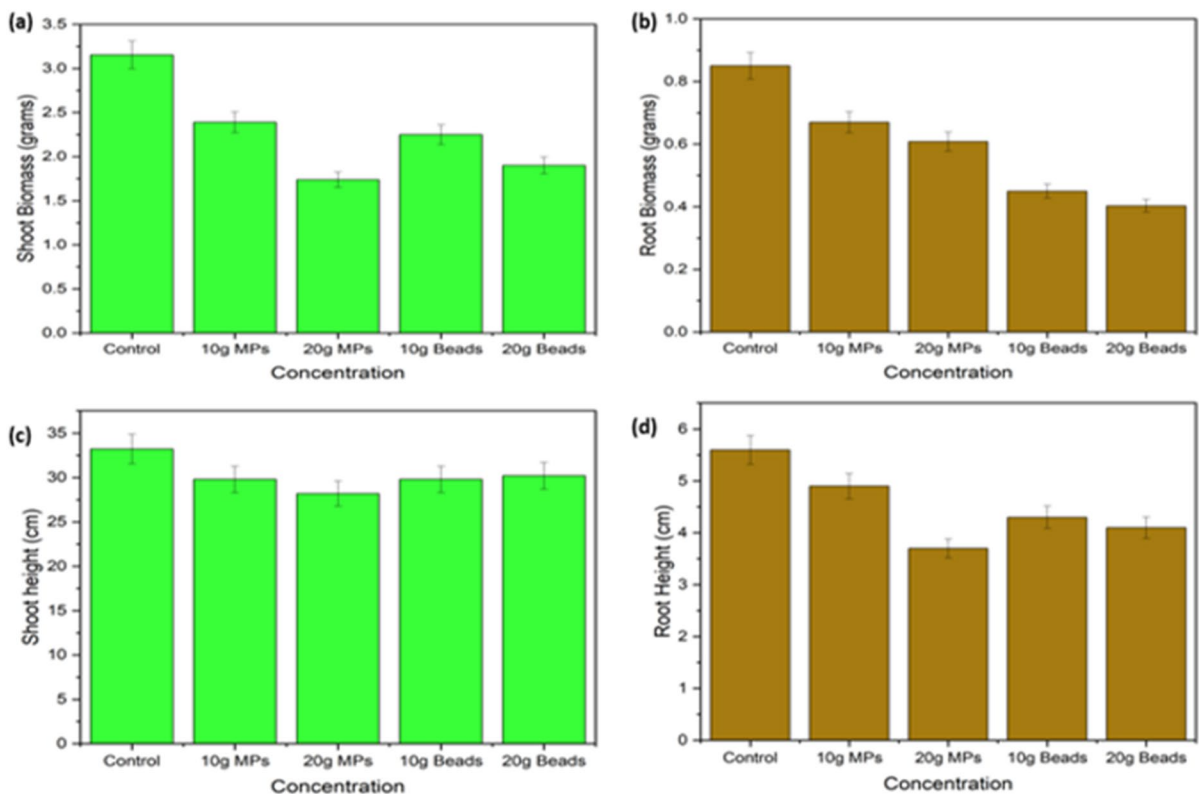 (a)
Shoot Biomass (grams)
3.5
3.0
2.5
2.0
1.5
1.0
0.5
0.0
Control 10g MPs 20g MPs 10g Beads 20g Beads
Concentration
(b)
Root Biomass (grams)
1.0
0.8
0.6
0.4
0.2
0.0
Control 10g MPs 20g MPs 10g Beads 20g Beads
Concentration
(c)
Shoot height (cm)
35
30
25
20
15
10
5
0
Control 10g MPs 20g MPs 10g Beads 20g Beads
Concentration
(d)
Root Height (cm)
6
5
4
3
2
1
0
Control 10g MPs 20g MPs 10g Beads 20g Beads
Concentration